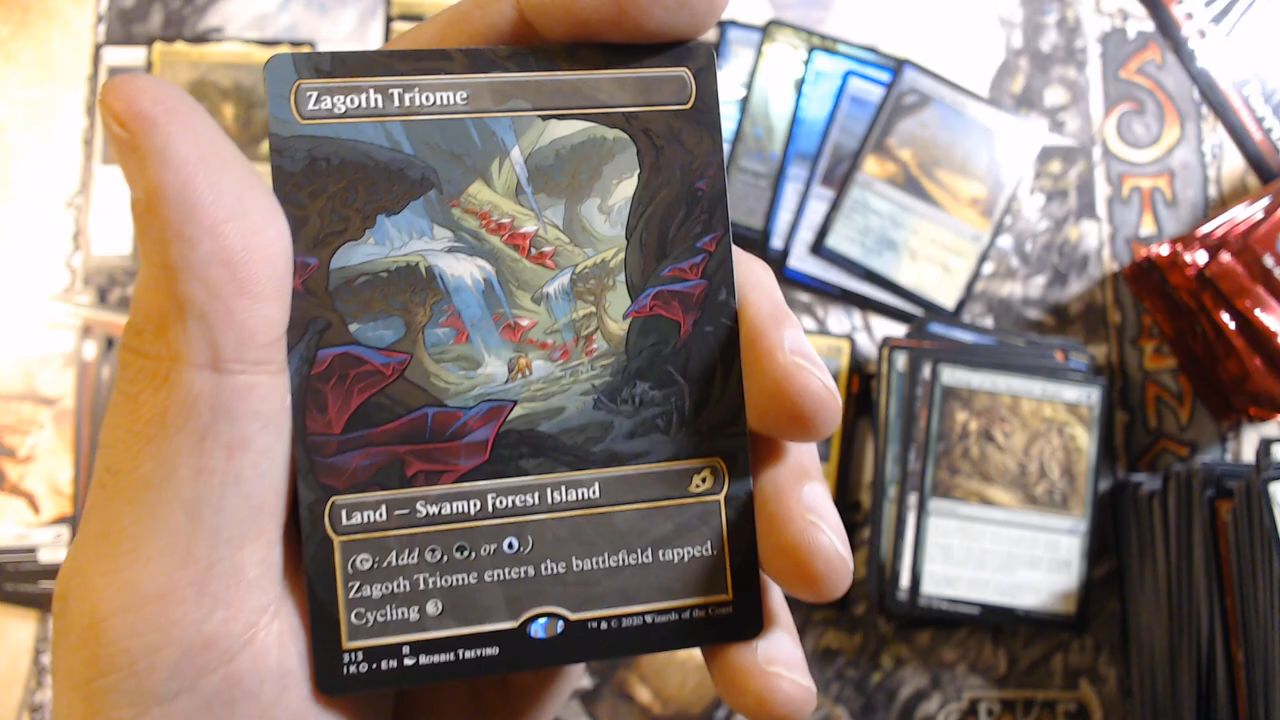 Zagoth Triome
Land — Swamp Forest Island
(: Add , , or .)
Zagoth Triome enters the battlefield tapped.
Cycling 3
313 R
IKO • EN Robbie Trevino
™ & © 2020 Wizards of the Coast